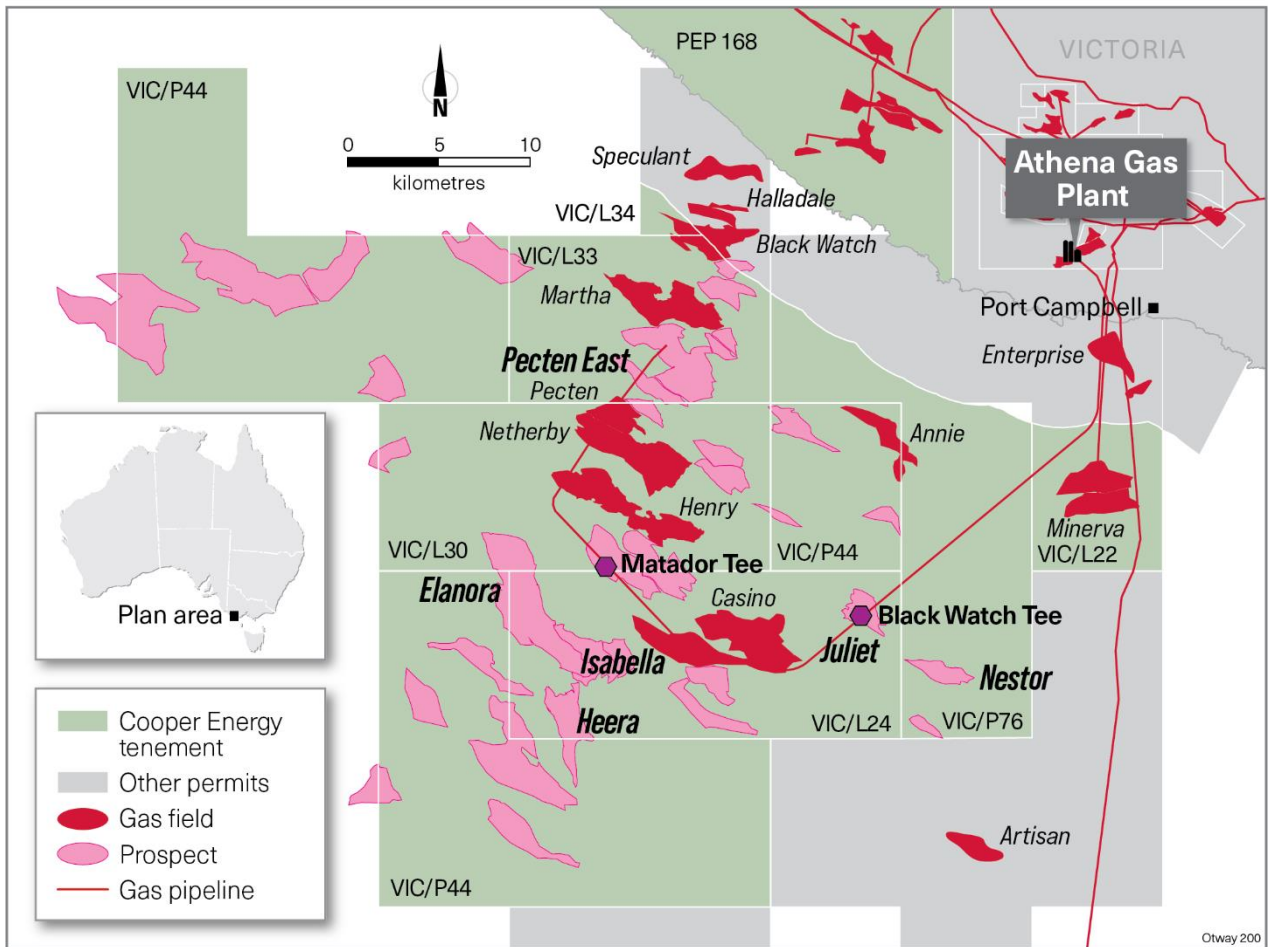 PEP 168
VICTORIA
VIC/P44
N
0 5 10
kilometres
Athena Gas
Plant
Speculant
Halladale
VIC/L34
Black Watch
VIC/L33
Martha
Port Campbell
Enterprise
Pecten East
Pecten
Netherby
Annie
Henry
Minerva
VIC/L30
VIC/P44
VIC/L22
Matador Tee
Elanora
Casino
Black Watch Tee
Plan area
Isabella
Juliet
Nestor
Heera
VIC/L24
VIC/P76
Cooper Energy
tenement
Other permits
Gas field
Prospect
Gas pipeline
Artisan
VIC/P44
Otway 200